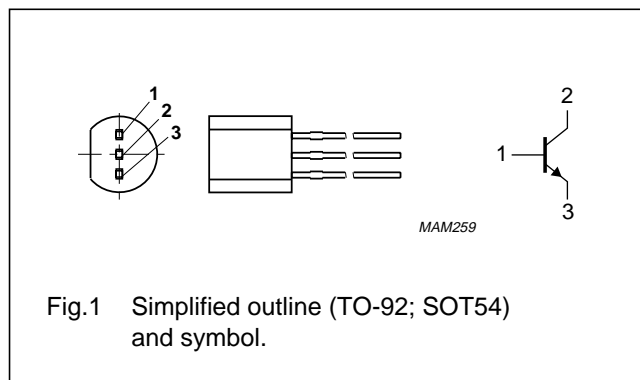 1
2
3
2
1
3
MAM259
Fig.1 Simplified outline (TO-92; SOT54)
and symbol.